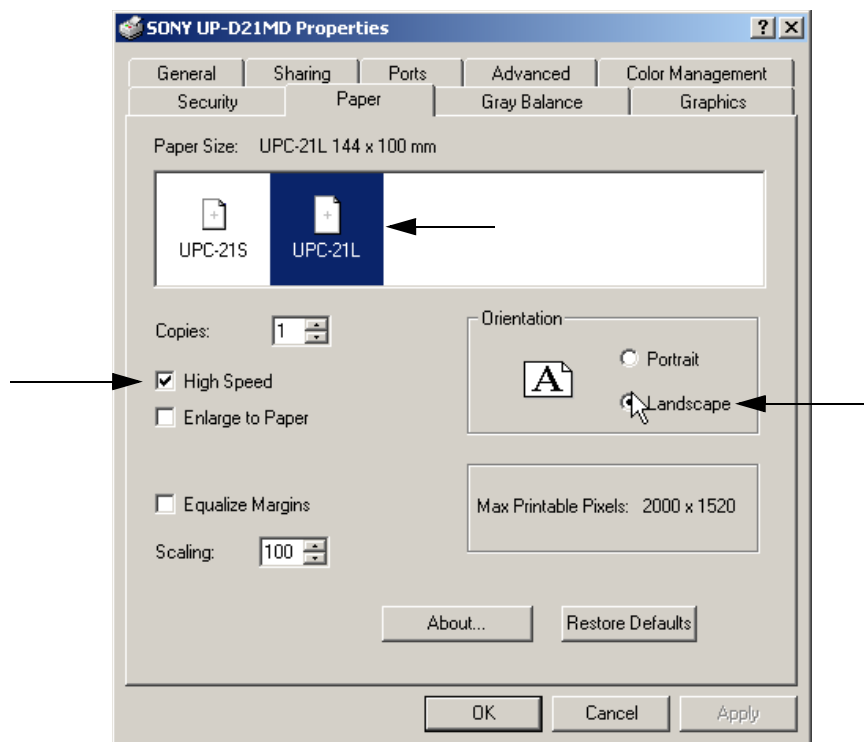 SONY UP-D21MD Properties
General Sharing Ports Advanced Color Management
Security Paper Gray Balance Graphics
Paper Size: UPC-21L 144 x 100 mm
UPC-21S UPC-21L
Copies: 1
High Speed
Enlarge to Paper
Orientation
A
Portrait
Landscape
Equalize Margins
Scaling: 100
Max Printable Pixels: 2000 x 1520
About... Restore Defaults
OK Cancel Apply